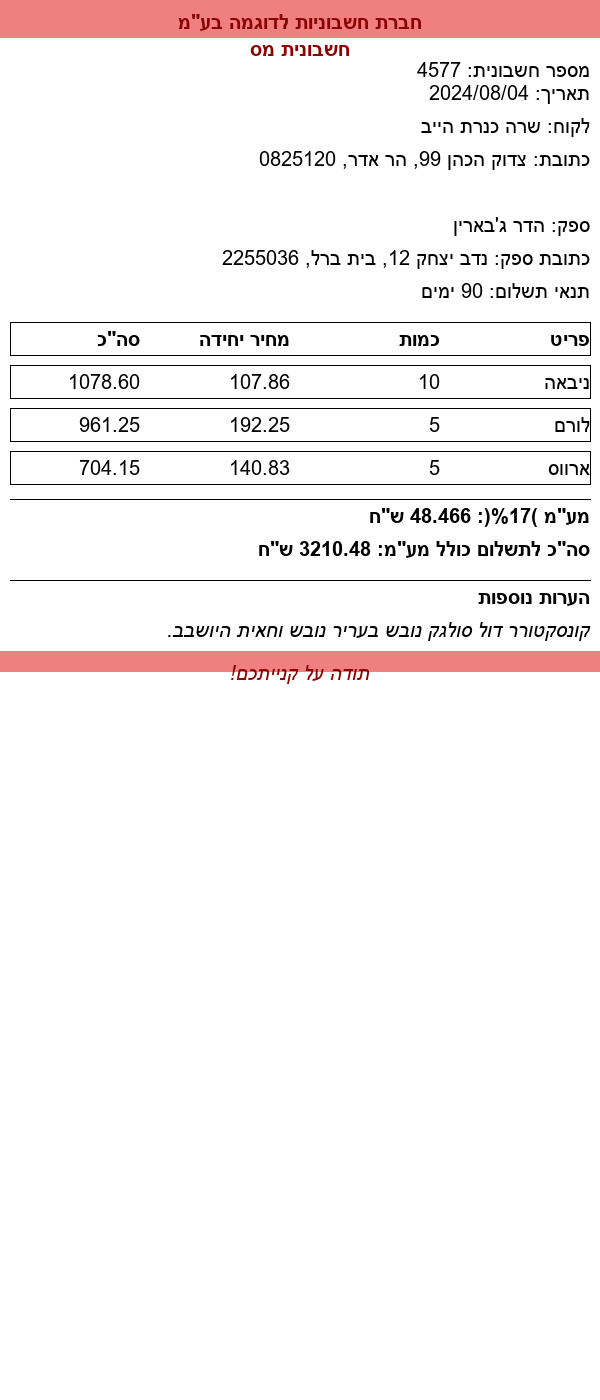 חברת חשבוניות לדוגמה בע"מ
חשבונית מס
מספר חשבונית: 4577
תאריך: 2024/08/04
לקוח: שרה כנרת הייב
כתובת: צדוק הכהן 99, הר אדר, 0825120
ספק: הדר ג'בארין
כתובת ספק: נדב יצחק 12, בית ברל, 2255036
תנאי תשלום: 90 ימים
פריט כמות מחיר יחידה סה"כ
ניבאה 10 107.86 1078.60
לורם 5 192.25 961.25
ארווס 5 140.83 704.15
מע"מ )17%(: 48.466 ש"ח
סה"כ לתשלום כולל מע"מ: 3210.48 ש"ח
הערות נוספות
קונסקטורר דול סולגק נובש בעריר נובש וחאית היושבב.
תודה על קנייתכם!